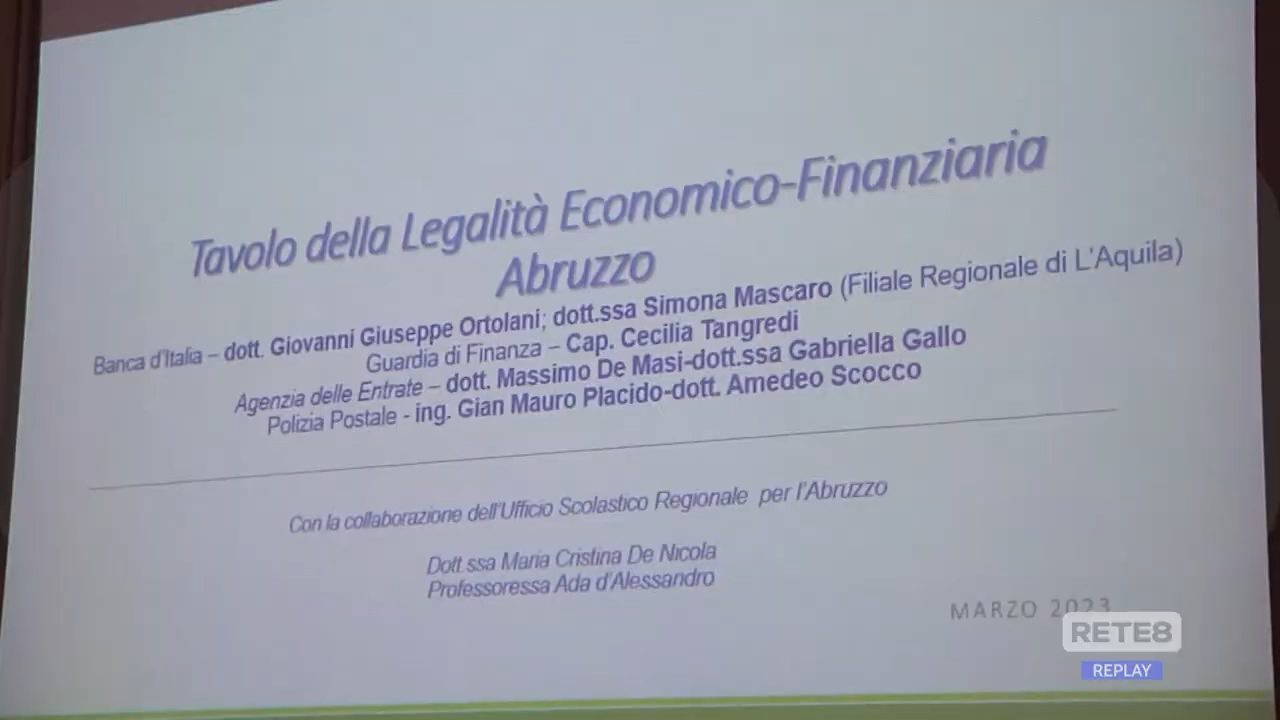 Tavolo della Legalità Economico-Finanziaria
Abruzzo
Banca d'Italia – dott. Giovanni Giuseppe Ortolani; dott.ssa Simona Mascaro (Filiale Regionale di L'Aquila)
Guardia di Finanza – Cap. Cecilia Tangredi
Agenzia delle Entrate – dott. Massimo De Masi-dott.ssa Gabriella Gallo
Polizia Postale - ing. Gian Mauro Placido-dott. Amedeo Scocco
Con la collaborazione dell'Ufficio Scolastico Regionale per l'Abruzzo
Dott.ssa Maria Cristina De Nicola
Professoressa Ada d'Alessandro
MARZO 2023
RETE8
REPLAY